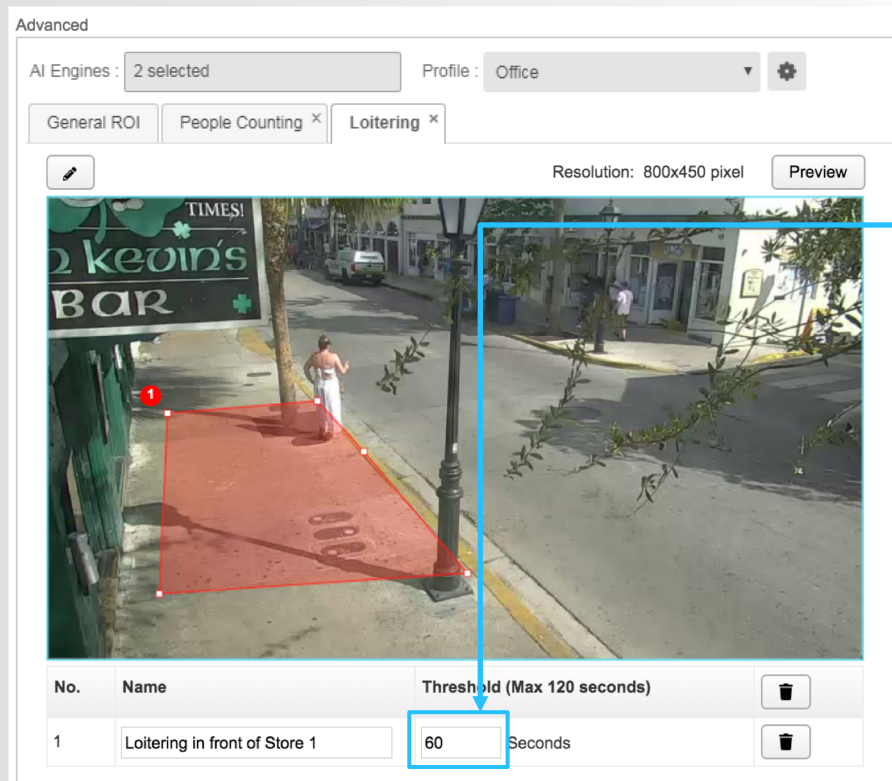 Advanced
AI Engines : 2 selected Profile : Office
General ROI People Counting × Loitering ×
Resolution: 800x450 pixel Preview
TIMES!
kevin's
BAR
1
No. Name Threshold (Max 120 seconds)
1 Loitering in front of Store 1 60 Seconds